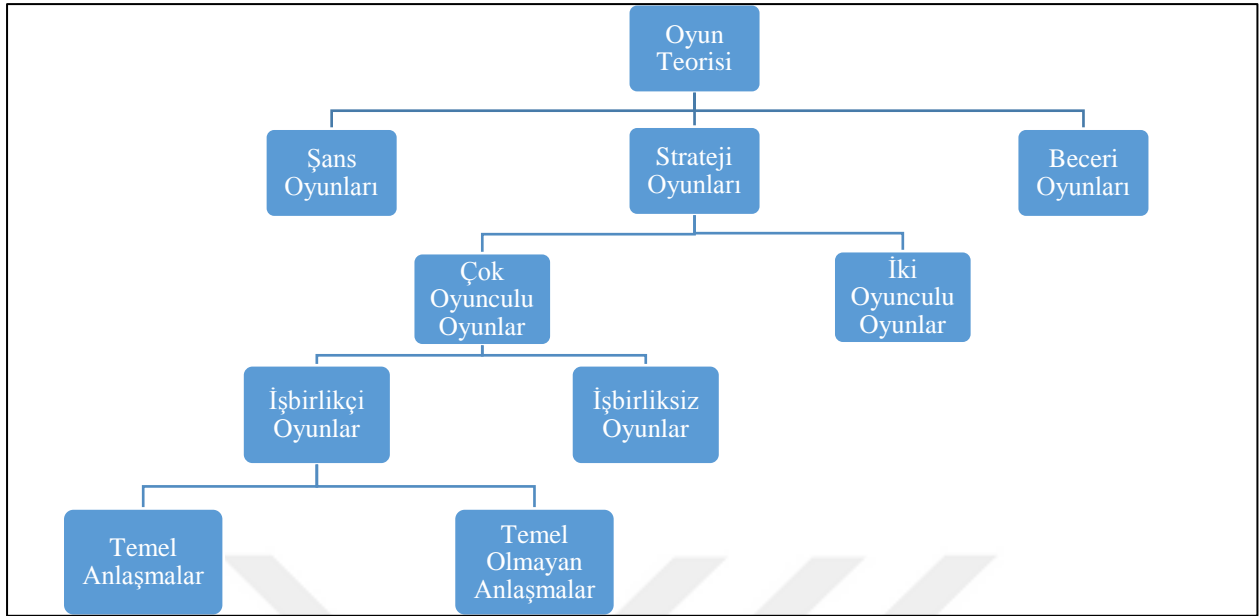 Oyun
Teorisi
Şans
Oyunları
Strateji
Oyunları
Beceri
Oyunları
Çok
Oyunculu
Oyunlar
İki
Oyunculu
Oyunlar
İşbirlikçi
Oyunlar
İşbirliksiz
Oyunlar
Temel
Anlaşmalar
Temel
Olmayan
Anlaşmalar